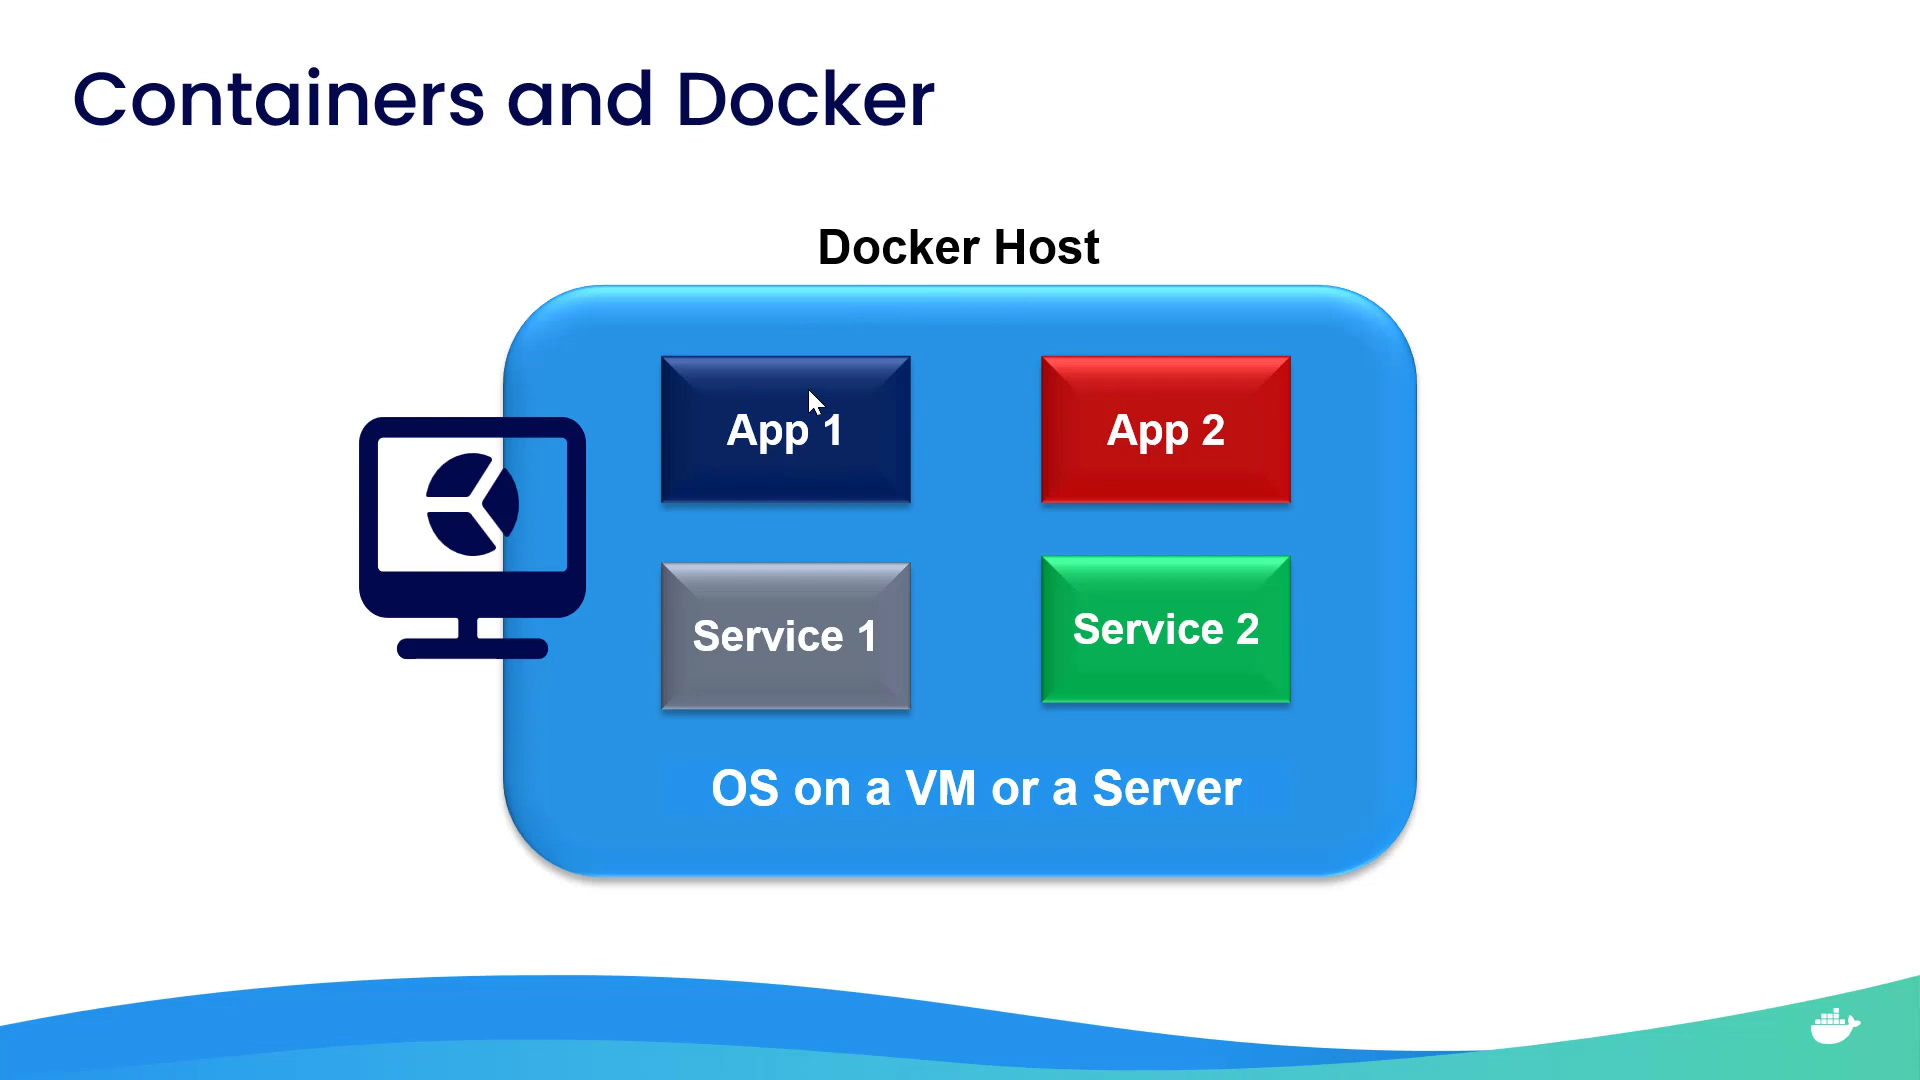 Containers and Docker
Docker Host
App 1
App 2
Service 1
Service 2
OS on a VM or a Server